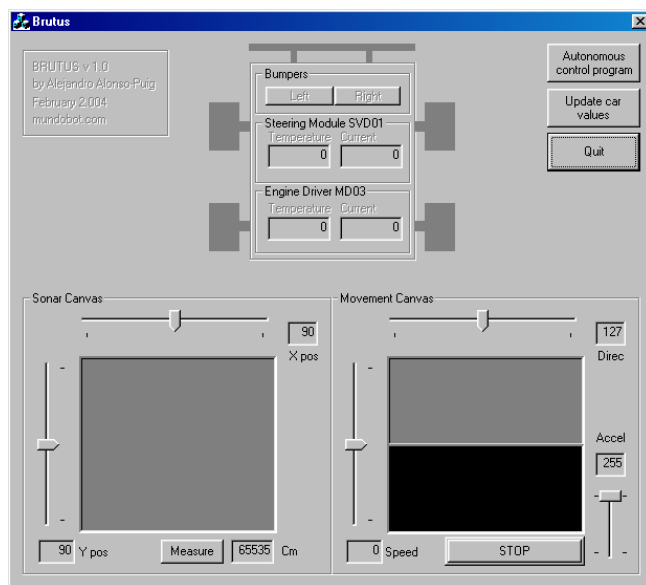 Brutus
BRUTUS v 1.0
by Alejandro Alonso-Puig
February 2.004
mundobot.com
Bumpers
Left Right
Steering Module SVD01
Temperature Current
0 0
Engine Driver MD03
Temperature Current
0 0
Autonomous
control program
Update car
values
Quit
Sonar Canvas
90
X pos
90 Y pos Measure 65535 Cm
Movement Canvas
127
Direc
Accel
255
0 Speed STOP